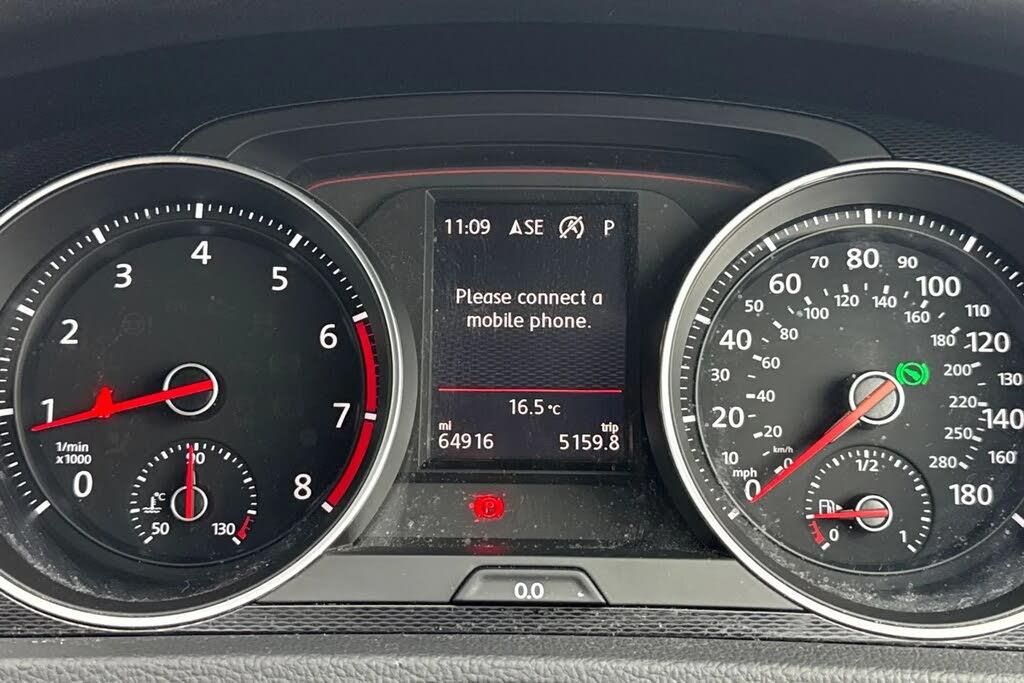 11:09 SE P
Please connect a
mobile phone.
16.5 °C
mi trip
64916 5159.8
0 1 2 3 4 5 6 7 8
1/min
x1000
°C
50 90 130
P
0.0
0 10 20 30 40 50 60 70 80 90 100 110 120 130 140 160 180
mph
0 20 40 60 80 100 120 140 160 180 200 220 250 280
km/h
0 1/2 1